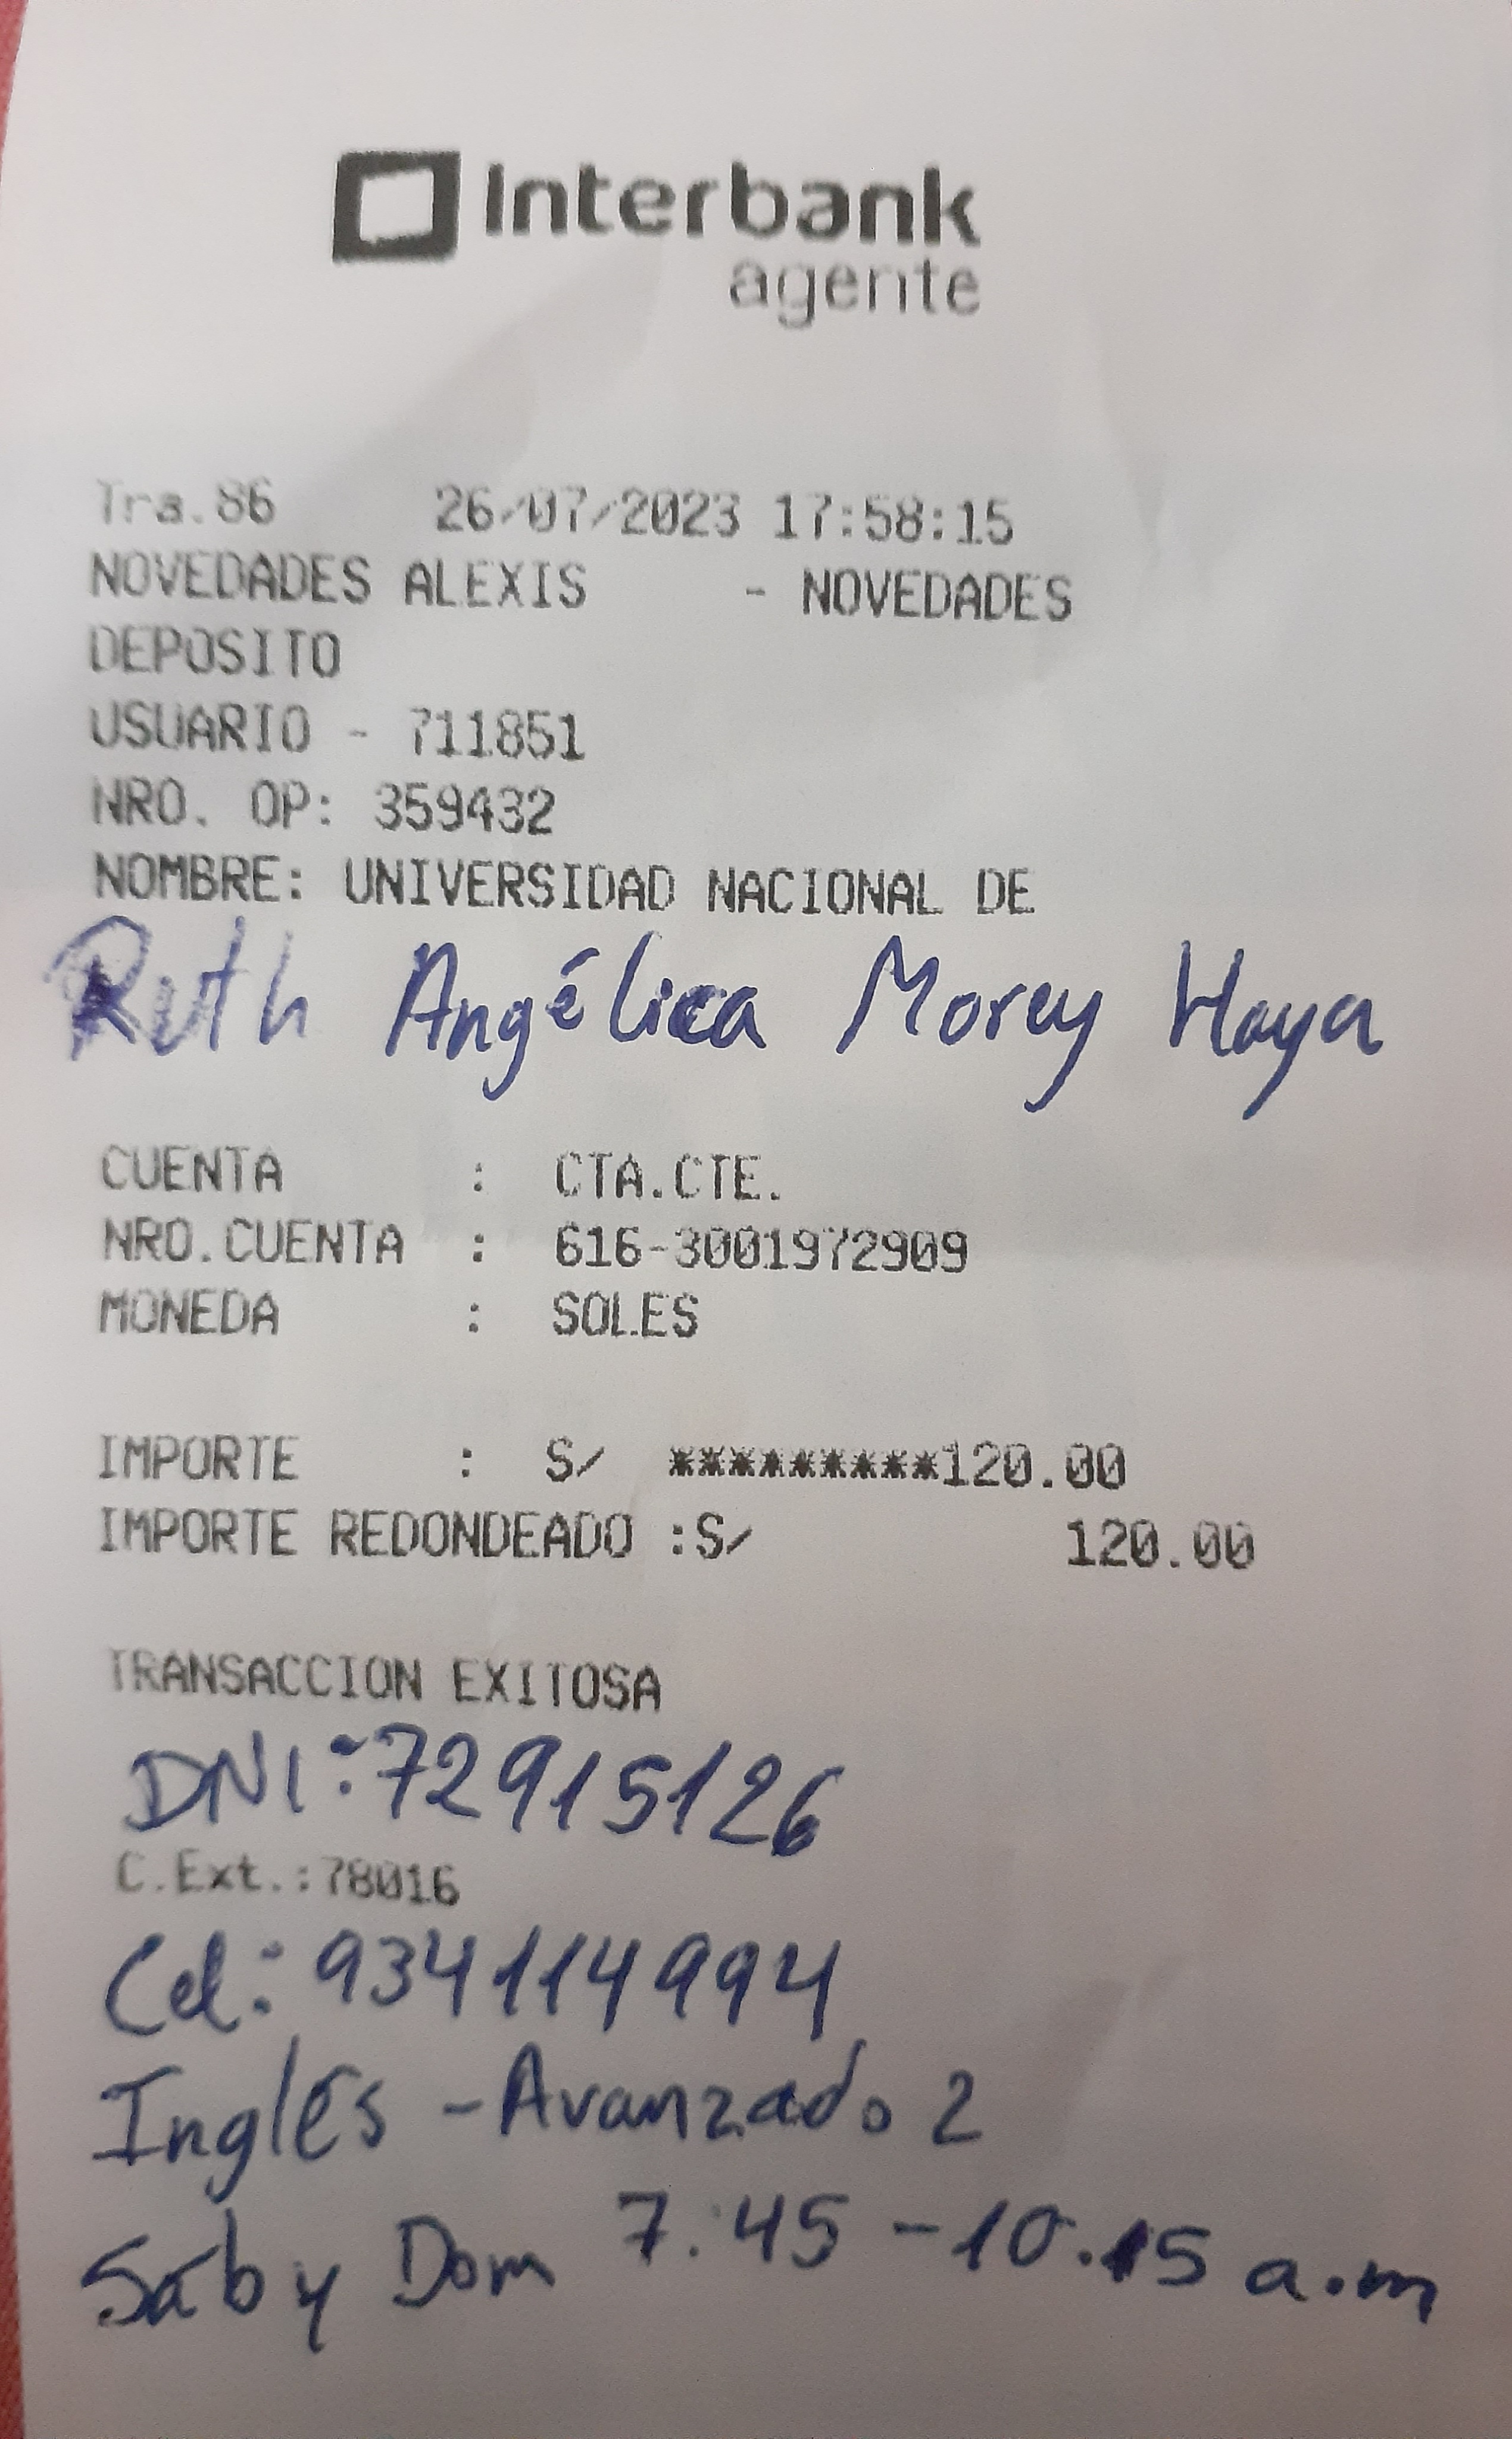 Interbank
agente
Tra.86 26/07/2023 17:58:15
NOVEDADES ALEXIS - NOVEDADES
DEPOSITO
USUARIO - 711851
NRO. OP: 359432
NOMBRE: UNIVERSIDAD NACIONAL DE
Ruth Angélica Morey Haya
CUENTA : CTA.CTE.
NRO.CUENTA : 616-3001972909
MONEDA : SOLES
IMPORTE : S/ *********120.00
IMPORTE REDONDEADO :S/ 120.00
TRANSACCION EXITOSA
DNI:72915126
C.Ext.:78016
Cel: 934114994
Inglés - Avanzado 2
Sáb y Dom 7:45 - 10.15 a.m